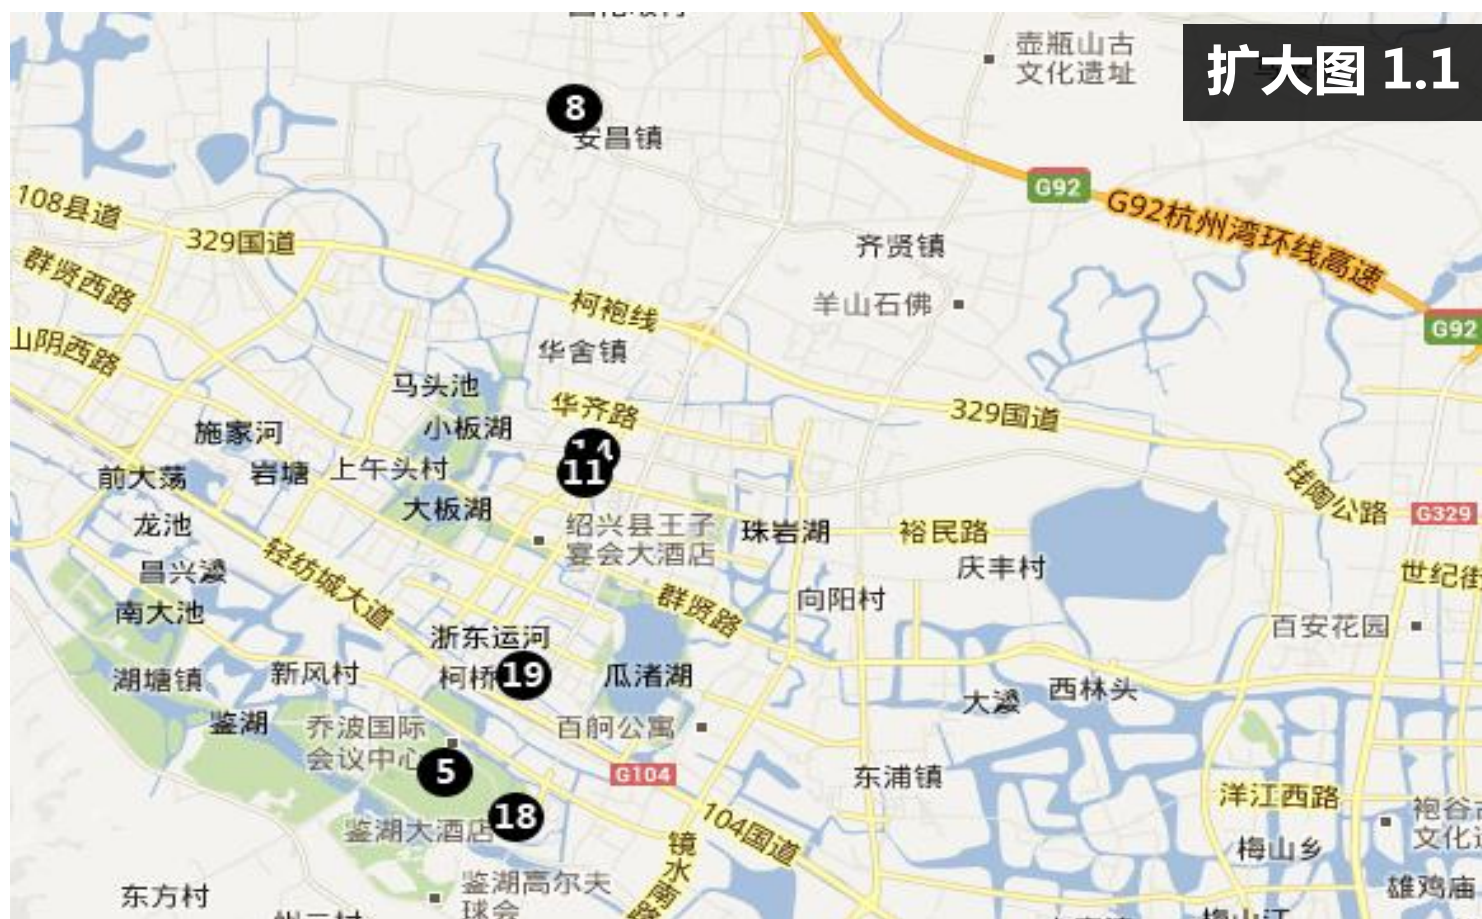 壶瓶山古
文化遗址
扩大图 1.1
8
安昌镇
G92
G92杭州湾环线高速
108县道
329国道
群贤西路
齐贤镇
柯袍线
羊山石佛
G92
山阴西路
华舍镇
马头池
华齐路
329国道
施家河
小板湖
14
11
前大荡
岩塘
上午头村
钱陶公路
大板湖
G329
龙池
绍兴县王子
宴会大酒店
珠岩湖
裕民路
轻纺城大道
庆丰村
世纪街
昌兴瀴
群贤路
向阳村
南大池
百安花园
浙东运河
湖塘镇
新风村
柯桥
19
瓜渚湖
西林头
鉴湖
乔波国际
会议中心
百舸公寓
5
G104
东浦镇
洋江西路
袍谷
文化
鉴湖大酒店
18
104国道
镜水南路
梅山乡
东方村
鉴湖高尔夫
球会
雄鸡庙
梅山江